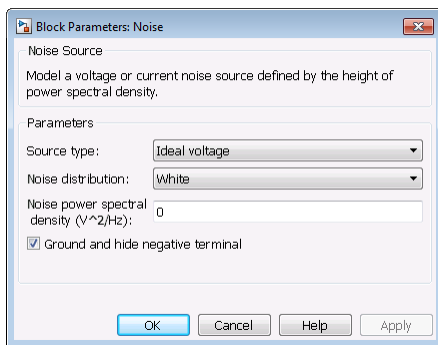 Block Parameters: Noise
Noise Source
Model a voltage or current noise source defined by the height of
power spectral density.
Parameters
Source type:
Ideal voltage
Noise distribution:
White
Noise power spectral
density (V^2/Hz):
0
Ground and hide negative terminal
OK
Cancel
Help
Apply